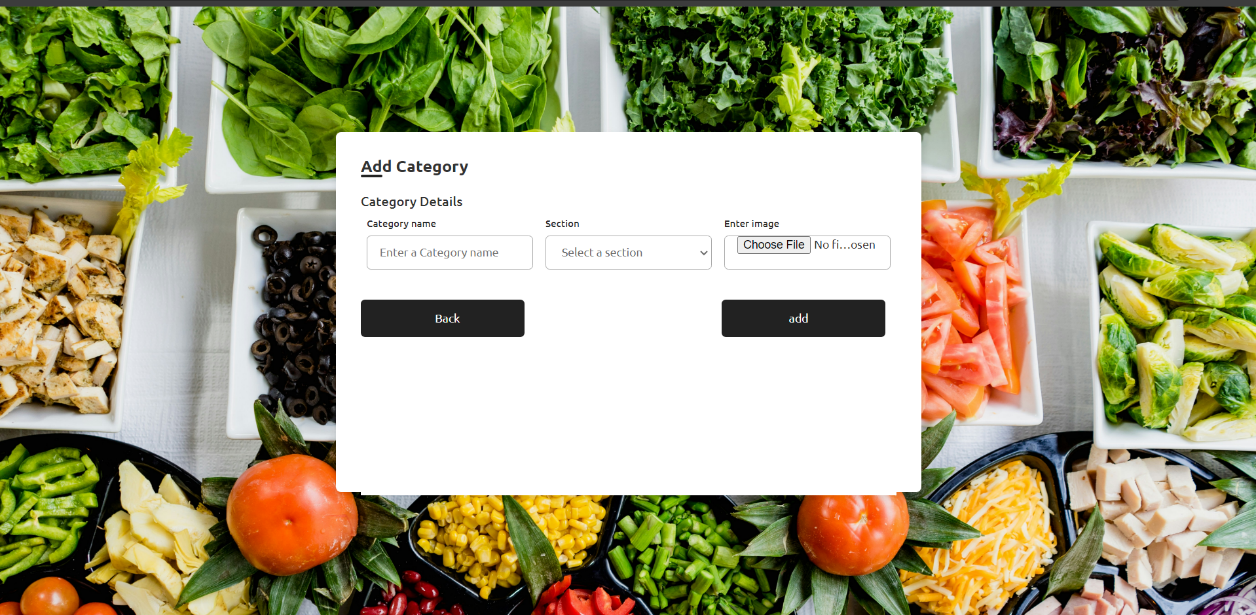 Add Category
Category Details
Category name Section Enter image
Enter a Category name Select a section Choose File No fi...osen
Back add